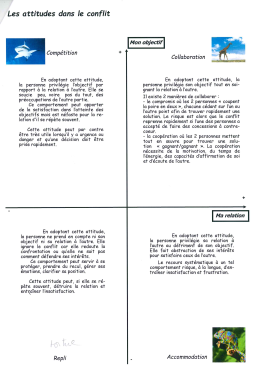 Les attitudes dans le conflit
Mon objectif
Compétition
+
Collaboration
En adoptant cette attitude,
la personne privilégie l'objectif par
rapport à la relation à l'autre. Elle se
soucie peu, voire pas du tout, des
préoccupations de l'autre partie.
Ce comportement peut apporter
de la satisfaction dans l'atteinte des
objectifs mais est néfaste pour la re-
lation s'il se répète souvent.
Cette attitude peut par contre
être très utile lorsqu'il y a urgence ou
danger et qu'une décision doit être
prise rapidement.
En adoptant cette attitude, la
personne privilégie son objectif tout en soi-
gnant la relation à l'autre.
Il existe 2 manières de collaborer :
- le compromis où les 2 personnes « coupent
la poire en deux », chacune cédant sur l'un ou
l'autre point afin de trouver rapidement une
solution. Le risque est alors que le conflit
reprenne rapidement si l'une des personnes a
accepté de faire des concessions à contre-
coeur.
- la coopération où les 2 personnes mettent
tout en œuvre pour trouver une solu-
tion « gagnant/gagnant ». La coopération
nécessite de la motivation, du temps, de
l'énergie, des capacités d'affirmation de soi
et d'écoute de l'autre.
+
-
Ma relation
En adoptant cette attitude,
la personne ne prend en compte ni son
objectif ni sa relation à l'autre. Elle
ignore le conflit car elle redoute la
confrontation ou qu'elle ne sait pas
comment défendre ses intérêts.
Ce comportement peut servir à se
protéger, prendre du recul, gérer ses
émotions, clarifier sa position.
Cette attitude peut, si elle se ré-
pète souvent, détruire la relation et
entraîner l'insatisfaction.
En adoptant cette attitude,
la personne privilégie sa relation à
l'autre au détriment de son objectif.
Elle fait abstraction de ses intérêts
pour satisfaire ceux de l'autre.
Le recours systématique à un tel
comportement risque, à la longue, d'en-
traîner insatisfaction et frustration.
Repli
-
Accommodation